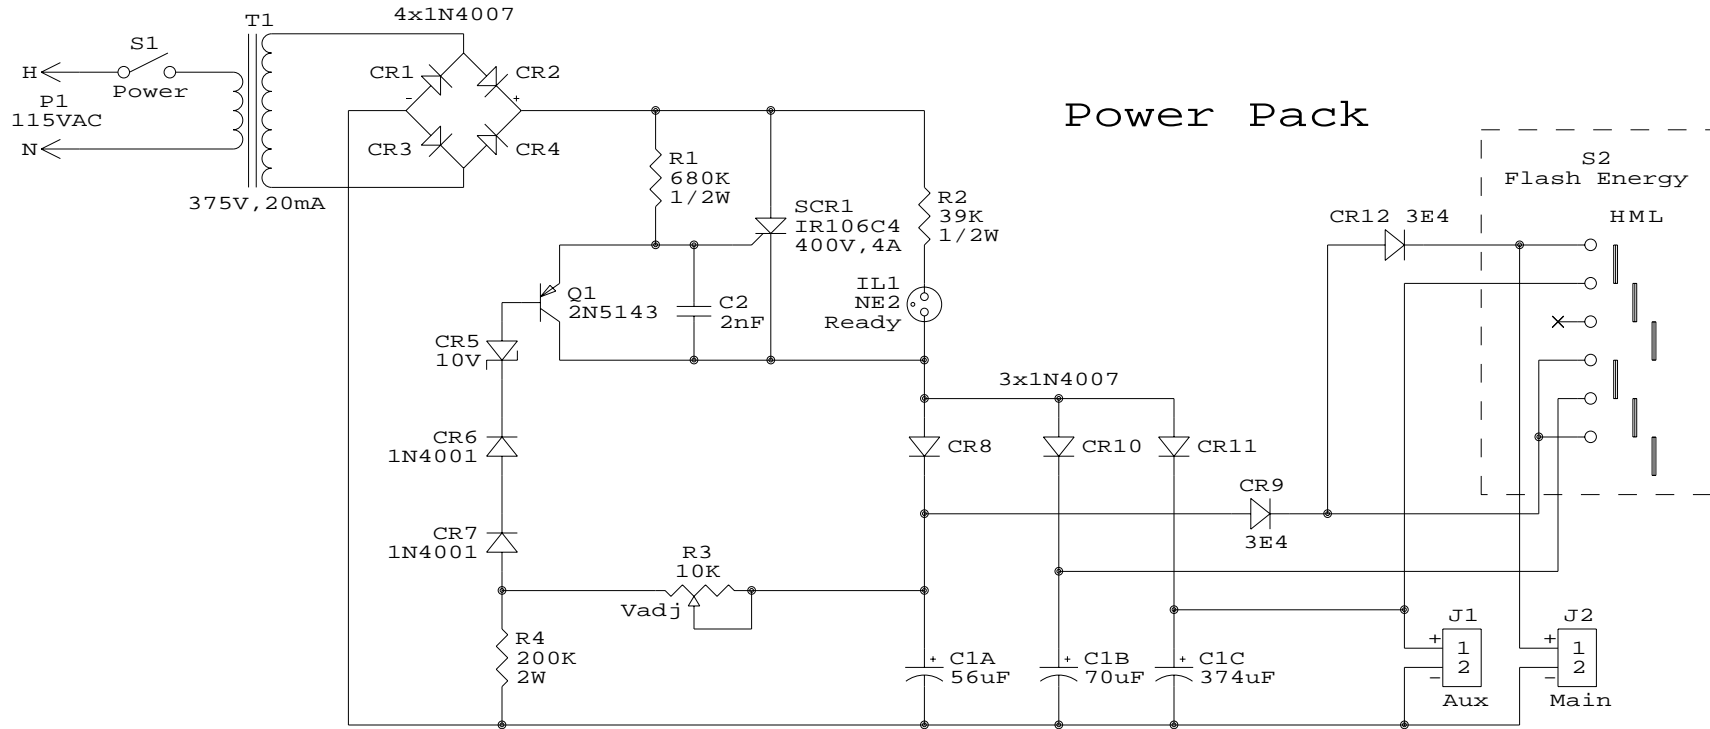 T1
4x1N4007
S1
H
Power
P1
115VAC
N
375V,20mA
CR1
CR2
-
+
CR3
CR4
Power Pack
R1
680K
1/2W
SCR1
IR106C4
400V,4A
R2
39K
1/2W
S2
Flash Energy
HML
CR12 3E4
Q1
2N5143
C2
2nF
IL1
NE2
Ready
CR5
10V
3x1N4007
CR6
1N4001
CR8
CR10
CR11
CR9
3E4
CR7
1N4001
R3
10K
Vadj
R4
200K
2W
+
C1A
56uF
+
C1B
70uF
+
C1C
374uF
J1
+
1
2
-
Aux
J2
+
1
2
-
Main